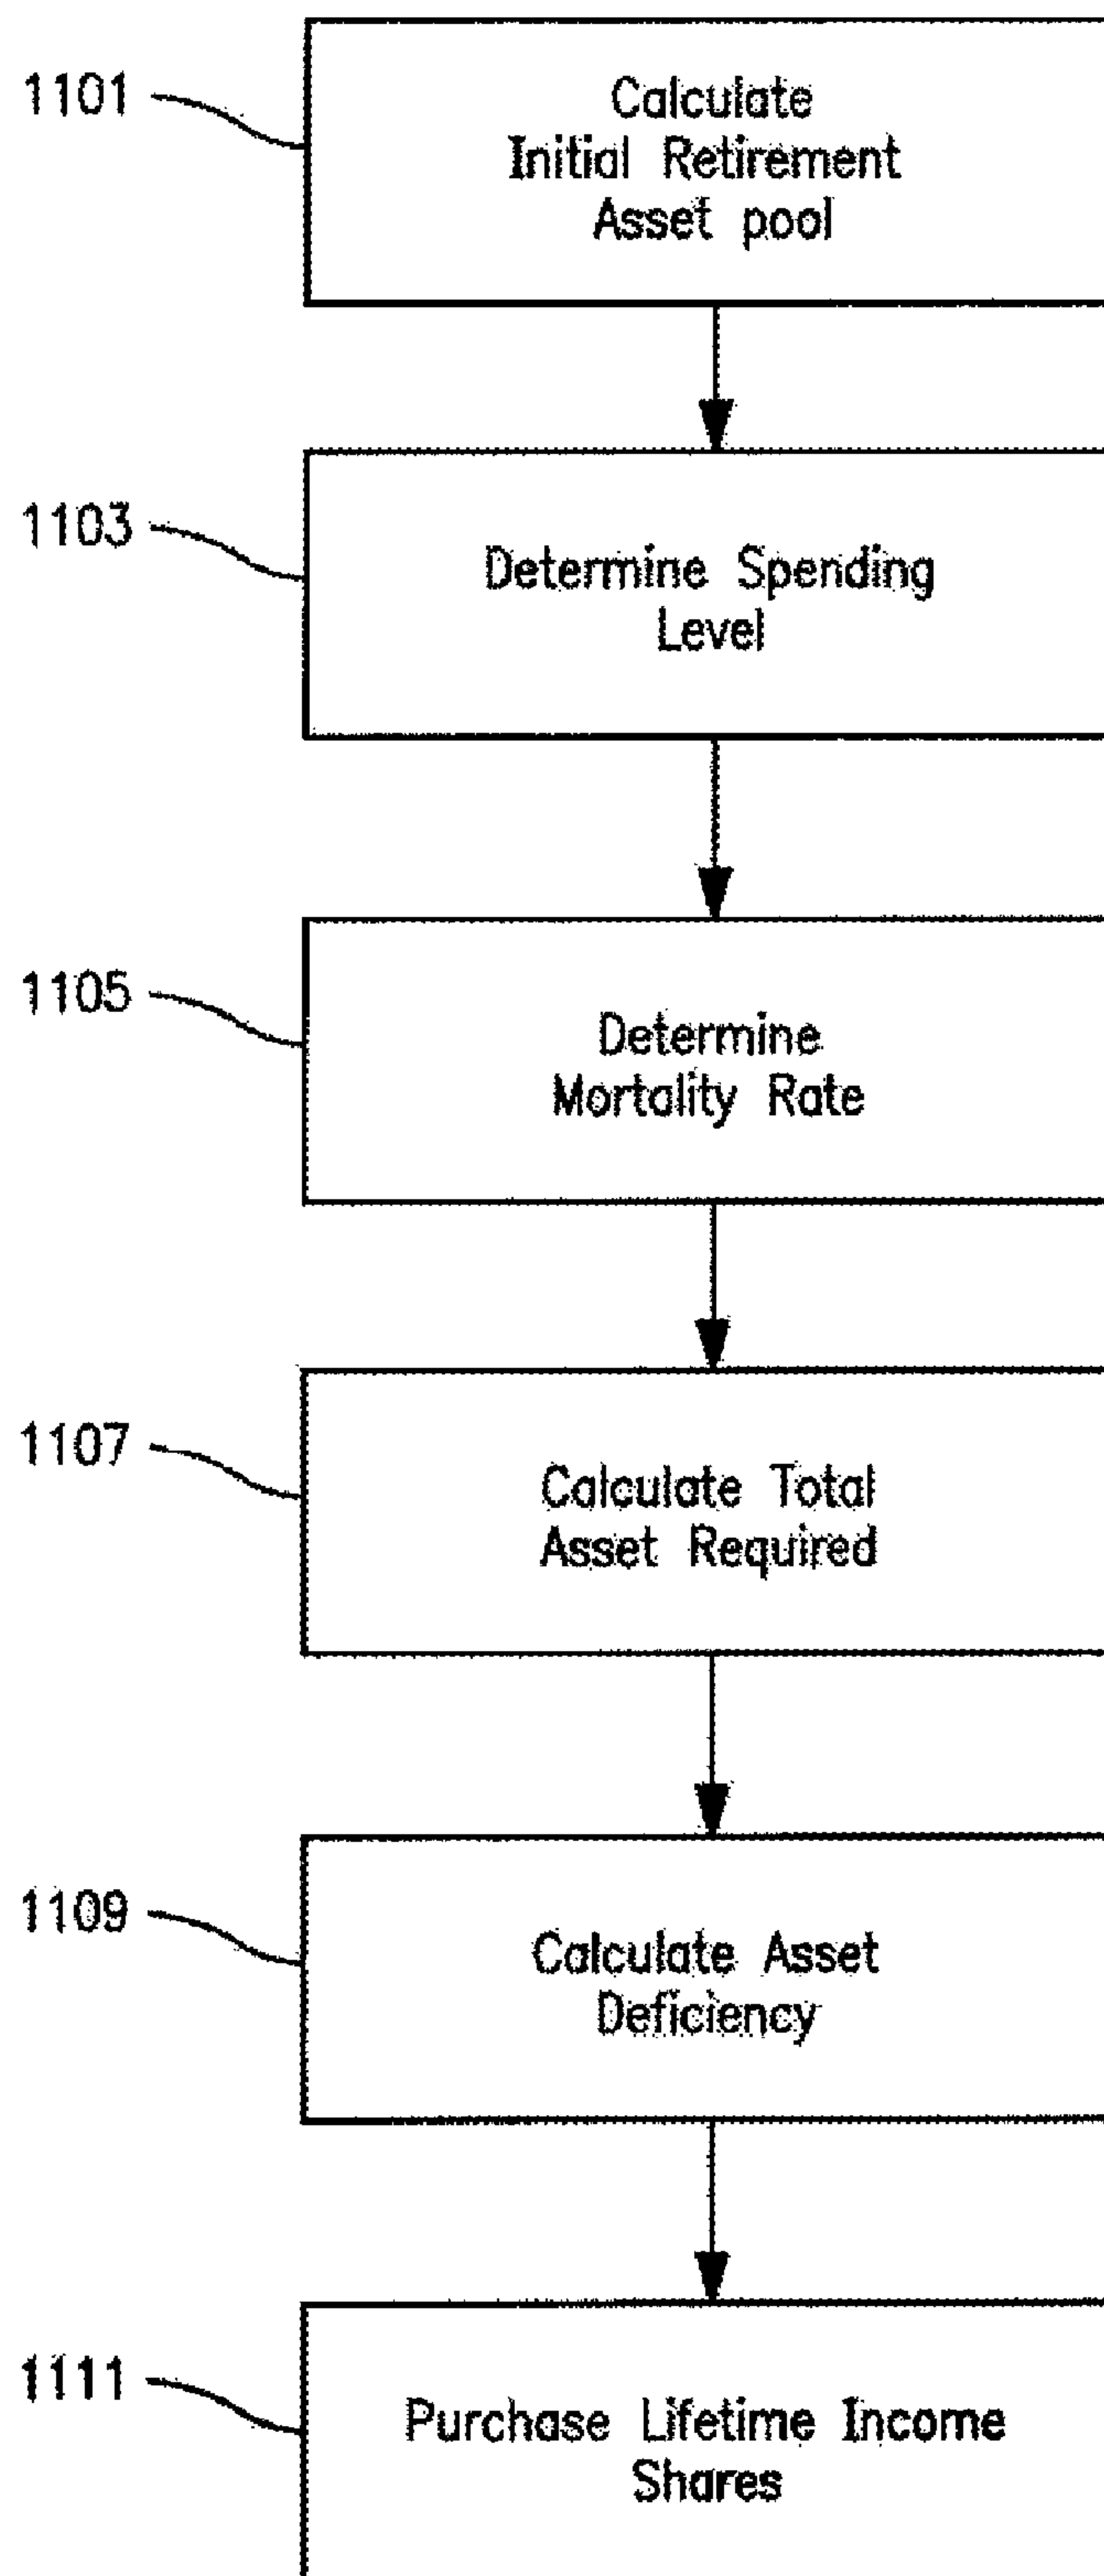 1101
Calculate
Initial Retirement
Asset pool
1103
Determine Spending
Level
1105
Determine
Mortality Rate
1107
Calculate Total
Asset Required
1109
Calculate Asset
Deficiency
1111
Purchase Lifetime Income
Shares